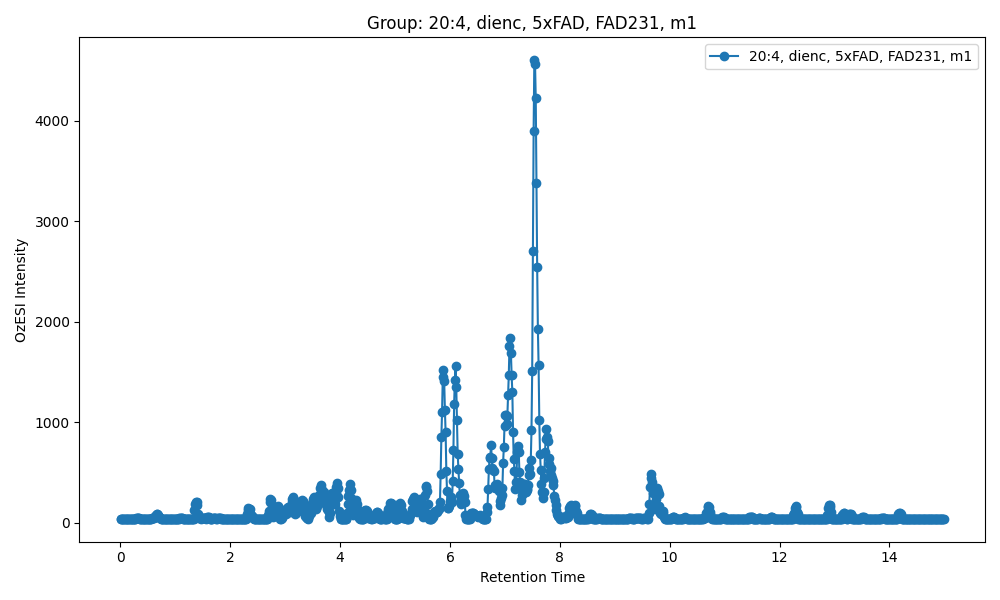 Group: 20:4, dienc, 5xFAD, FAD231, m1
20:4, dienc, 5xFAD, FAD231, m1
OzESI Intensity
4000
3000
2000
1000
0
0 2 4 6 8 10 12 14
Retention Time